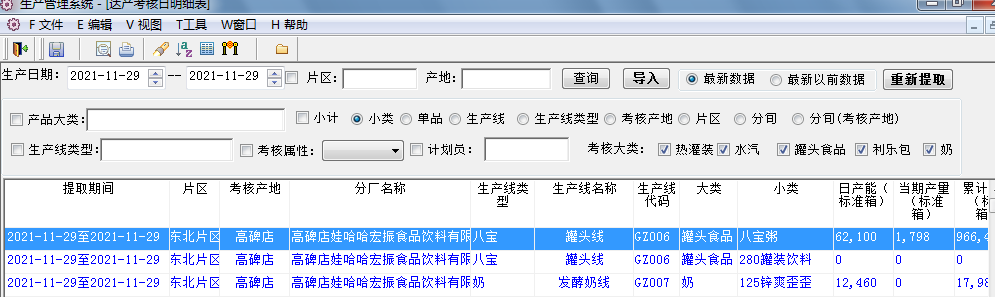 生产管理系统 - [达产考核日明细表]
F 文件 E 编辑 V 视图 T工具 W窗口 H 帮助
生产日期: 2021-11-29 -- 2021-11-29 片区: 产地: 查询 导入 最新数据 最新以前数据 重新提取
产品大类: 小计 小类 单品 生产线 生产线类型 考核产地 片区 分司 分司(考核产地)
生产线类型: 考核属性: 计划员: 考核大类: 热灌装 水汽 罐头食品 利乐包 奶
提取期间 片区 考核产地 分厂名称 生产线类型 生产线名称 生产线代码 大类 小类 日产能(标准箱) 当期产量(标准箱)
2021-11-29至2021-11-29 东北片区 高碑店 高碑店娃哈哈宏振食品饮料有限 八宝 罐头线 GZ006 罐头食品 八宝粥 62,100 1,798 966,4
2021-11-29至2021-11-29 东北片区 高碑店 高碑店娃哈哈宏振食品饮料有限 八宝 罐头线 GZ006 罐头食品 280罐装饮料 0 0 0
2021-11-29至2021-11-29 东北片区 高碑店 高碑店娃哈哈宏振食品饮料有限 奶 发酵奶线 GZ007 奶 125锌爽歪歪 12,460 0 17,98